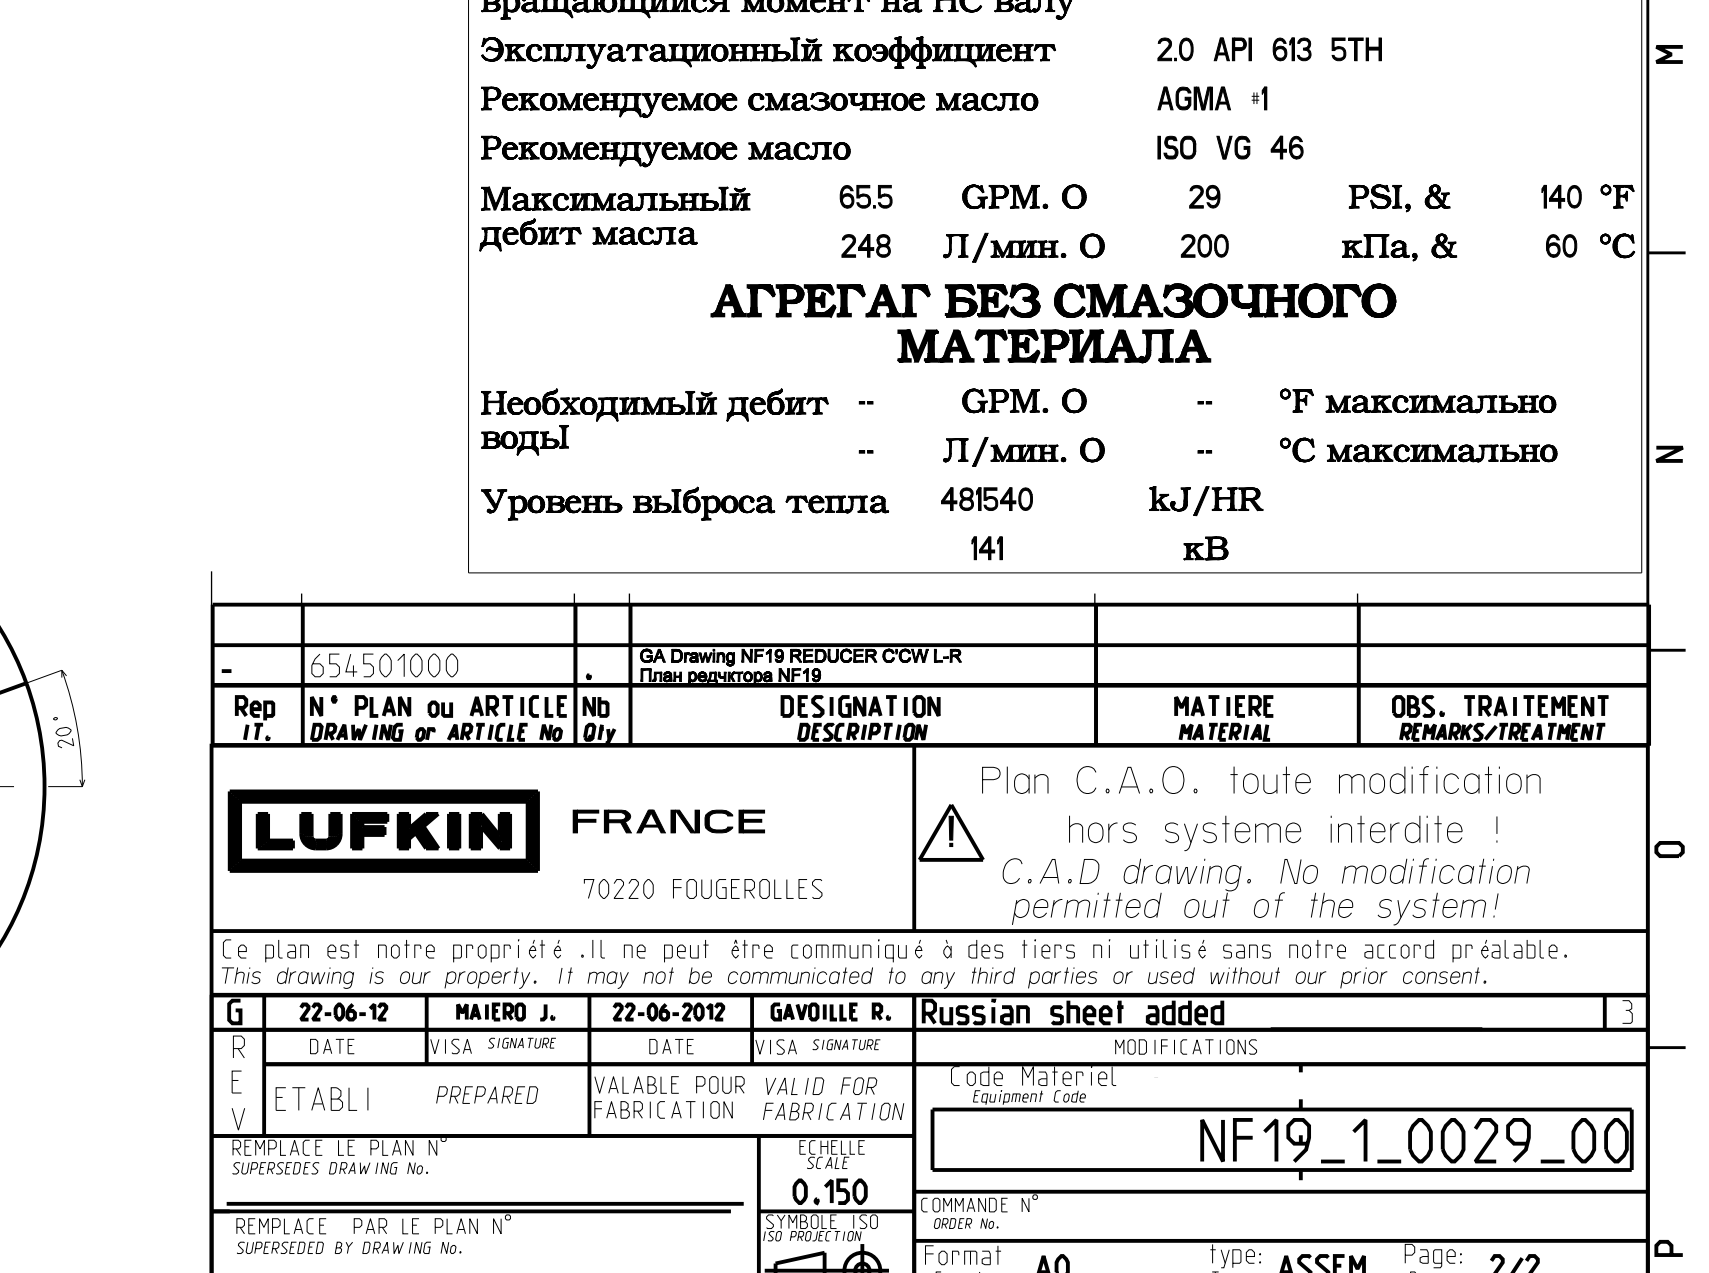 вращающийся момент на НС валу
Эксплуатационный коэффициент 2.0 API 613 5TH
Рекомендуемое смазочное масло AGMA #1
Рекомендуемое масло ISO VG 46
Максимальный 65.5 GPM. О 29 PSI, & 140 °F
дебит масла 248 Л/мин. О 200 кПа, & 60 °С
АГРЕГАГ БЕЗ СМАЗОЧНОГО
МАТЕРИАЛА
Необходимый дебит -- GPM. О -- °F максимально
воды -- Л/мин. О -- °С максимально
Уровень выброса тепла 481540 kJ/HR
141 кВ
M
N
O
P
20°
- 654501000 . GA Drawing NF19 REDUCER C'CW L-R
План редчктора NF19
Rep N° PLAN ou ARTICLE Nb DESIGNATION MATIERE OBS. TRAITEMENT
IT. DRAWING or ARTICLE No Qty DESCRIPTION MATERIAL REMARKS/TREATMENT
LUFKIN FRANCE
70220 FOUGEROLLES
Plan C.A.O. toute modification
hors systeme interdite !
C.A.D drawing. No modification
permitted out of the system!
Ce plan est notre propriété .Il ne peut être communiqué à des tiers ni utilisé sans notre accord préalable.
This drawing is our property. It may not be communicated to any third parties or used without our prior consent.
G 22-06-12 MAIERO J. 22-06-2012 GAVOILLE R. Russian sheet added 3
REV DATE VISA SIGNATURE DATE VISA SIGNATURE MODIFICATIONS
ETABLI PREPARED VALABLE POUR VALID FOR
FABRICATION FABRICATION
Code Materiel
Equipment Code
NF19_1_0029_00
REMPLACE LE PLAN N°
SUPERSEDES DRAWING No.
ECHELLE
SCALE
0.150
COMMANDE N°
ORDER No.
REMPLACE PAR LE PLAN N°
SUPERSEDED BY DRAWING No.
SYMBOLE ISO
ISO PROJECTION
Format A0 type: ASSEM Page: 2/2